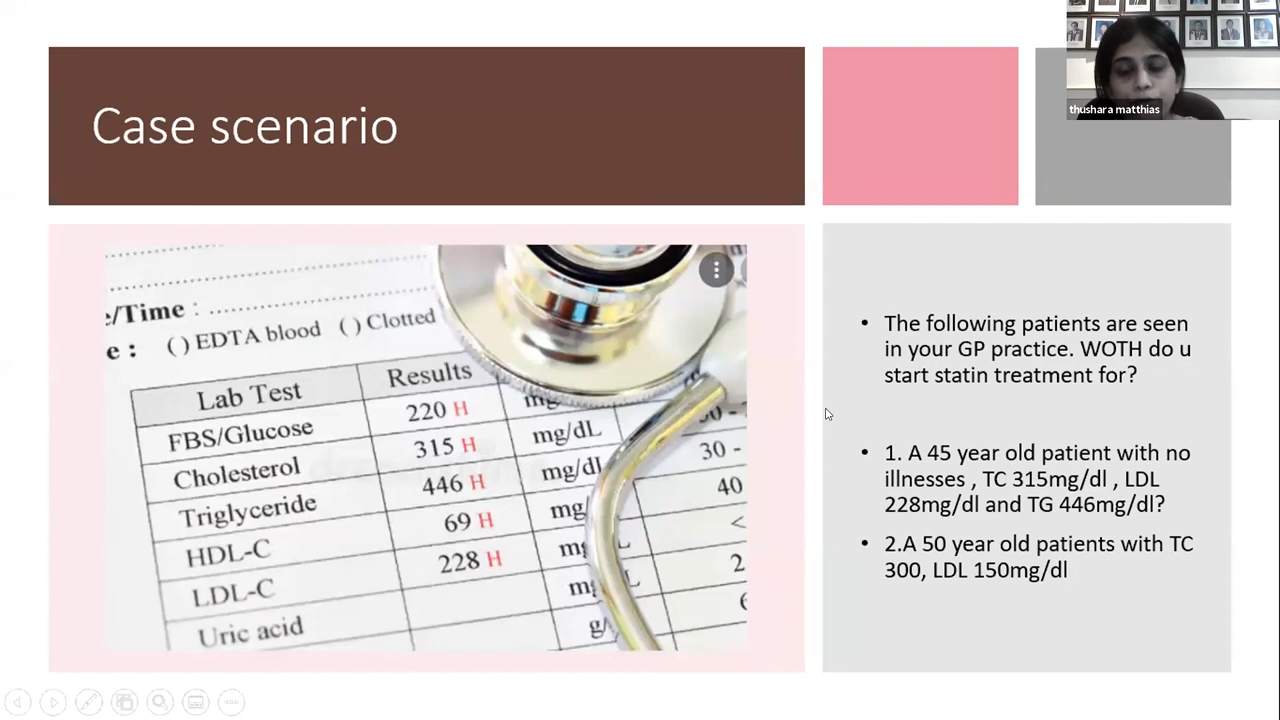 thushara matthias
Case scenario
e/Time :
e : ( ) EDTA blood ( ) Clotted
Lab Test Results
FBS/Glucose 220 H
Cholesterol 315 H mg/dL
Triglyceride 446 H mg/dl 30 -
HDL-C 69 H 40
LDL-C 228 H <
Uric acid g/
• The following patients are seen
in your GP practice. WOTH do u
start statin treatment for?
• 1. A 45 year old patient with no
illnesses , TC 315mg/dl , LDL
228mg/dl and TG 446mg/dl?
• 2.A 50 year old patients with TC
300, LDL 150mg/dl